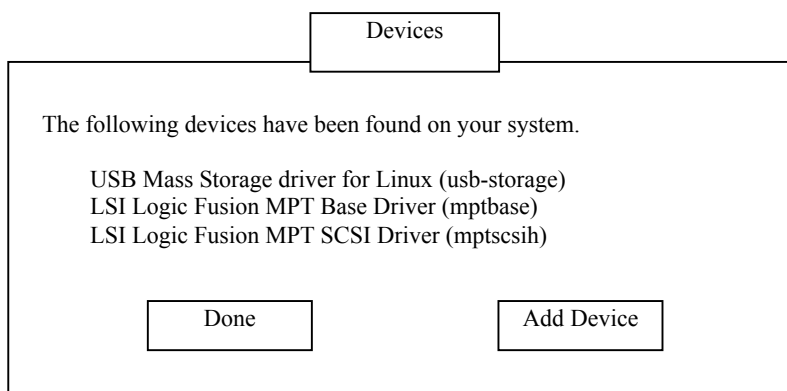 Devices
The following devices have been found on your system.
USB Mass Storage driver for Linux (usb-storage)
LSI Logic Fusion MPT Base Driver (mptbase)
LSI Logic Fusion MPT SCSI Driver (mptscsih)
Done
Add Device